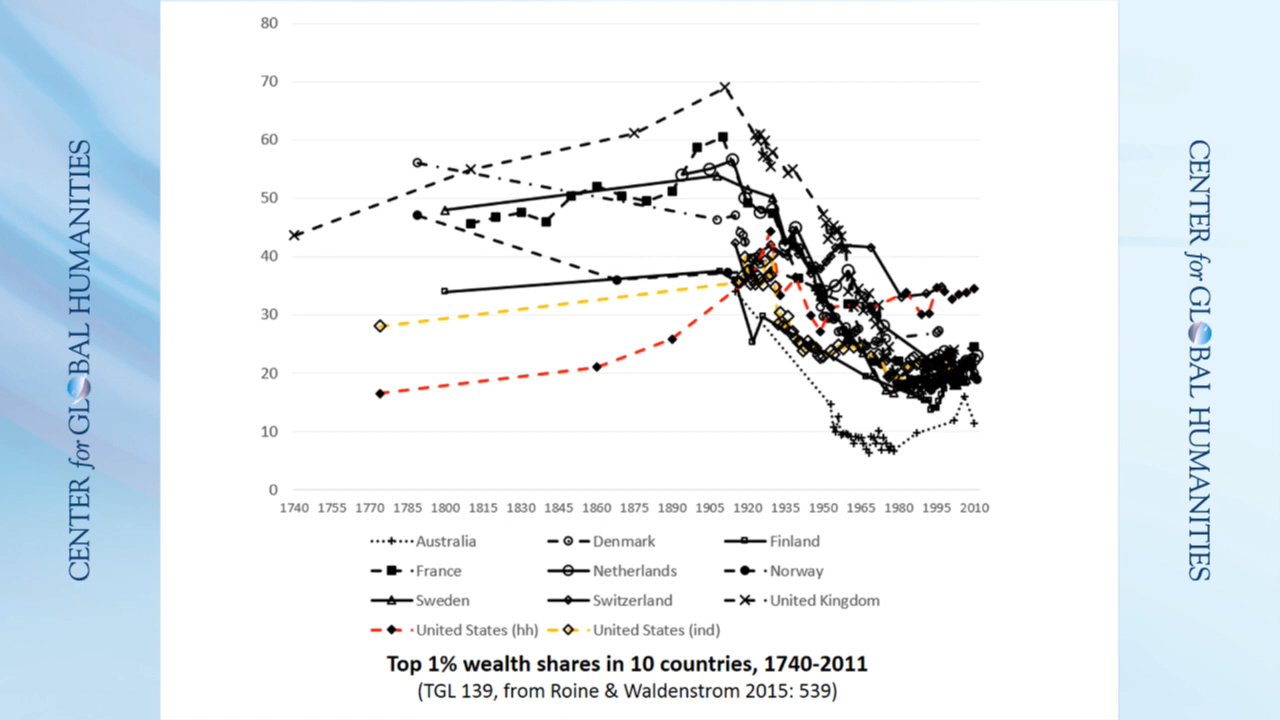 CENTER for GLOBAL HUMANITIES
80
70
60
50
40
30
20
10
0
1740 1755 1770 1785 1800 1815 1830 1845 1860 1875 1890 1905 1920 1935 1950 1965 1980 1995 2010
Australia Denmark Finland
France Netherlands Norway
Sweden Switzerland United Kingdom
United States (hh) United States (ind)
Top 1% wealth shares in 10 countries, 1740-2011
(TGL 139, from Roine & Waldenstrom 2015: 539)
CENTER for GLOBAL HUMANITIES